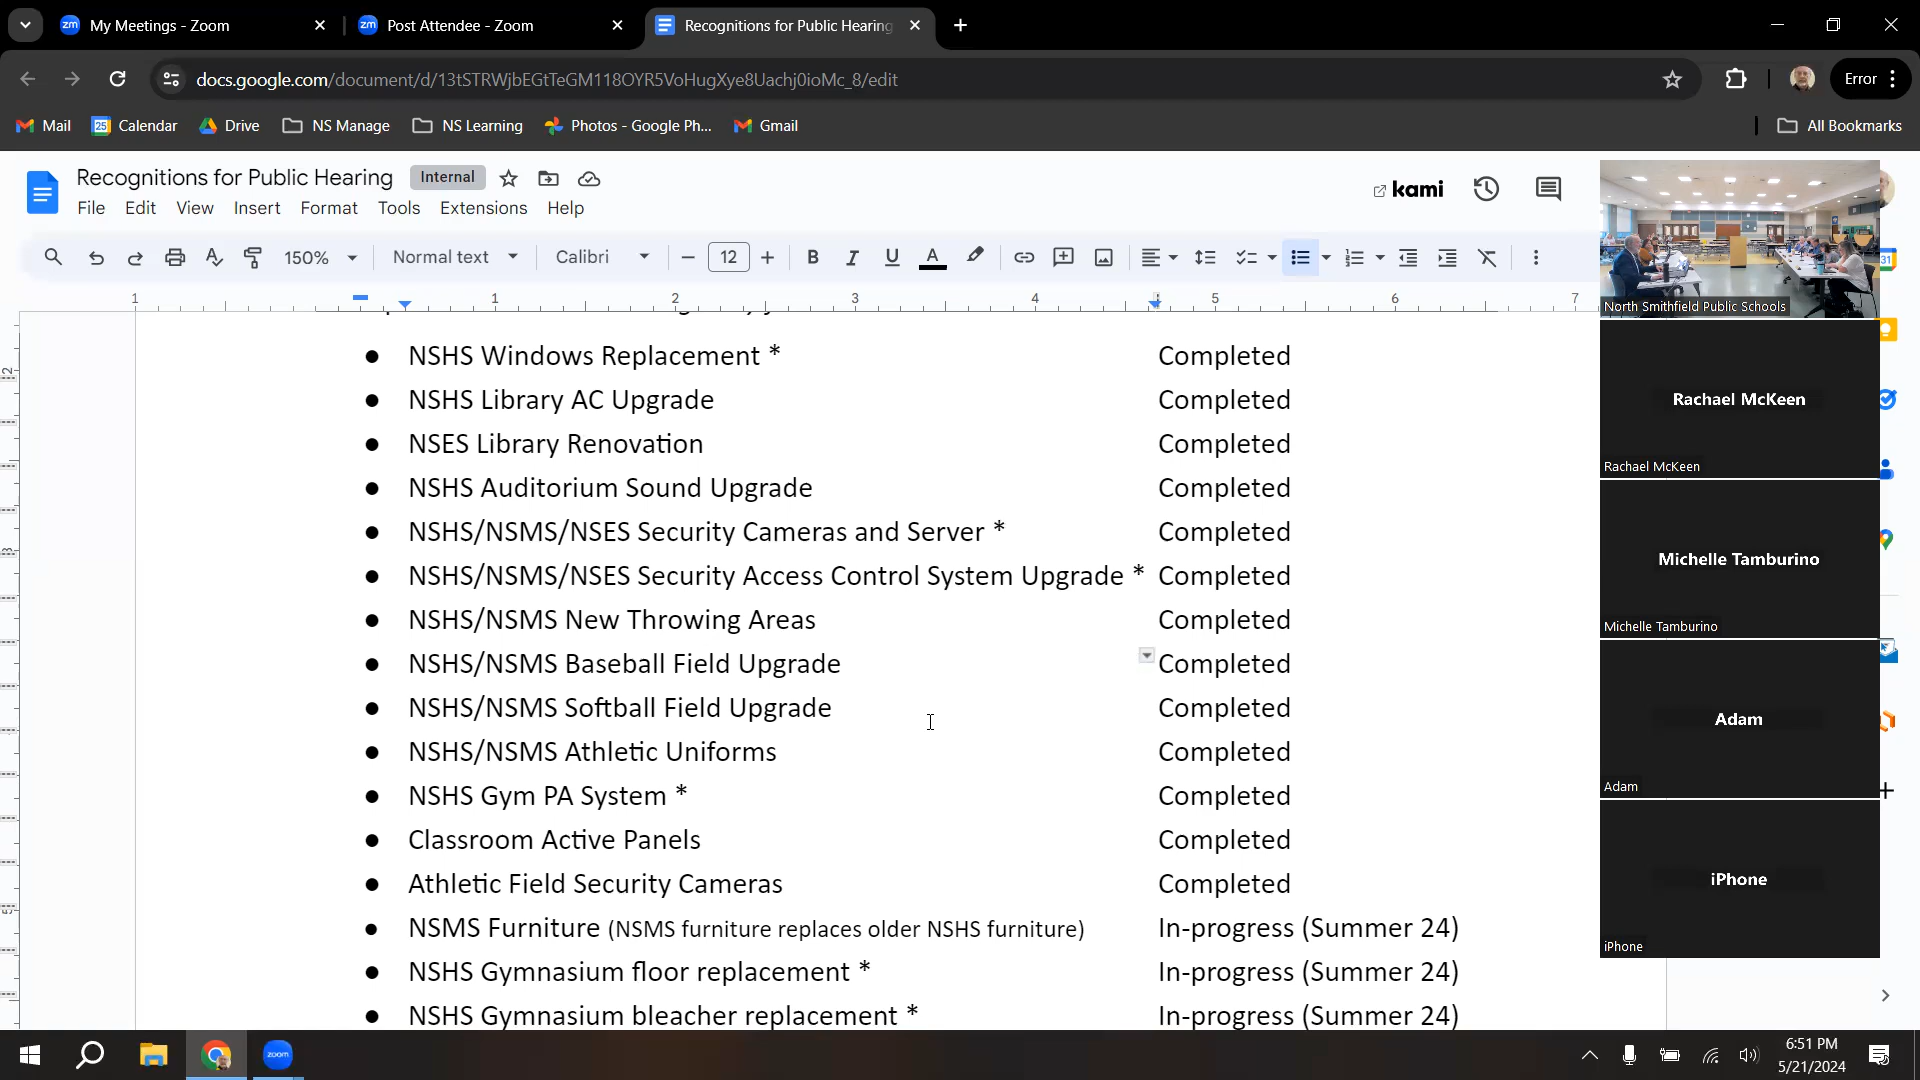 My Meetings - Zoom
Post Attendee - Zoom
Recognitions for Public Hearing
docs.google.com/document/d/13tSTRWjbEGtTeGM118OYR5VoHugXye8Uachj0ioMc_8/edit
Error
Mail
Calendar
Drive
NS Manage
NS Learning
Photos - Google Ph...
Gmail
All Bookmarks
Recognitions for Public Hearing
Internal
kami
File Edit View Insert Format Tools Extensions Help
150% Normal text Calibri 12
1 1 2 3 4 5 6 7
NSHS Windows Replacement * Completed
NSHS Library AC Upgrade Completed
NSES Library Renovation Completed
NSHS Auditorium Sound Upgrade Completed
NSHS/NSMS/NSES Security Cameras and Server * Completed
NSHS/NSMS/NSES Security Access Control System Upgrade * Completed
NSHS/NSMS New Throwing Areas Completed
NSHS/NSMS Baseball Field Upgrade Completed
NSHS/NSMS Softball Field Upgrade Completed
NSHS/NSMS Athletic Uniforms Completed
NSHS Gym PA System * Completed
Classroom Active Panels Completed
Athletic Field Security Cameras Completed
NSMS Furniture (NSMS furniture replaces older NSHS furniture) In-progress (Summer 24)
NSHS Gymnasium floor replacement * In-progress (Summer 24)
NSHS Gymnasium bleacher replacement * In-progress (Summer 24)
North Smithfield Public Schools
Rachael McKeen
Rachael McKeen
Michelle Tamburino
Michelle Tamburino
Adam
Adam
iPhone
iPhone
zoom
6:51 PM
5/21/2024